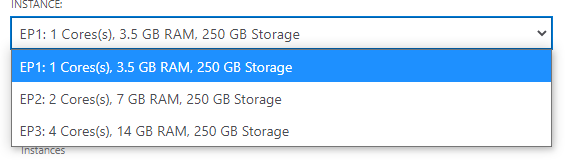 INSTANCE:
EP1: 1 Cores(s), 3.5 GB RAM, 250 GB Storage
EP1: 1 Cores(s), 3.5 GB RAM, 250 GB Storage
EP2: 2 Cores(s), 7 GB RAM, 250 GB Storage
EP3: 4 Cores(s), 14 GB RAM, 250 GB Storage
Instances